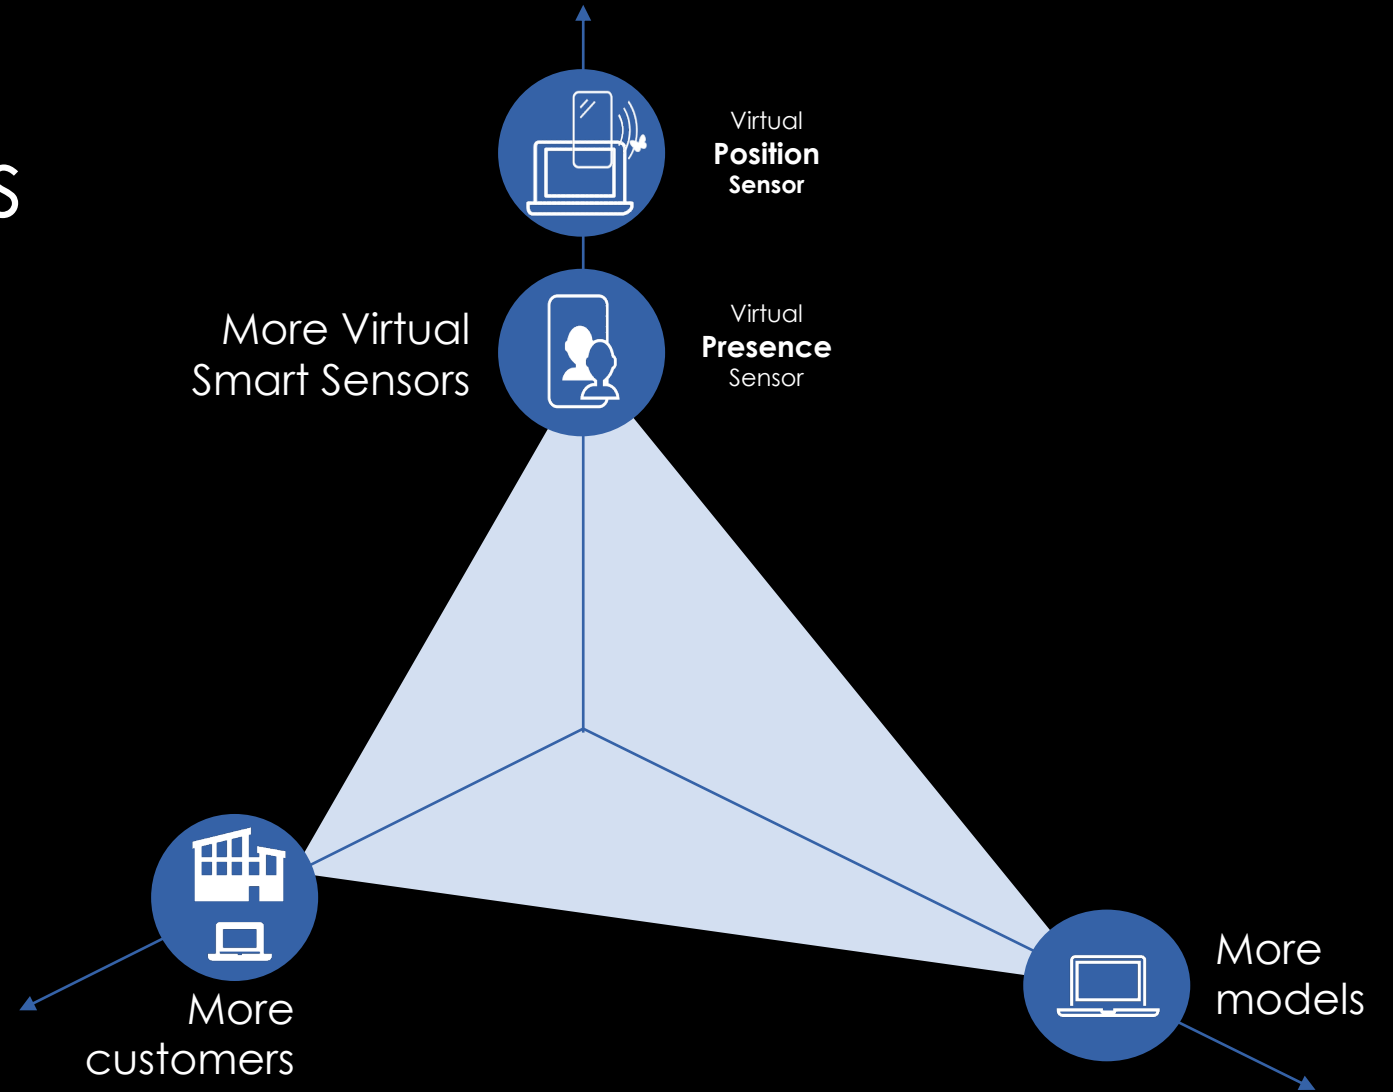 s
Virtual
Position
Sensor
More Virtual
Smart Sensors
Virtual
Presence
Sensor
More
customers
More
models